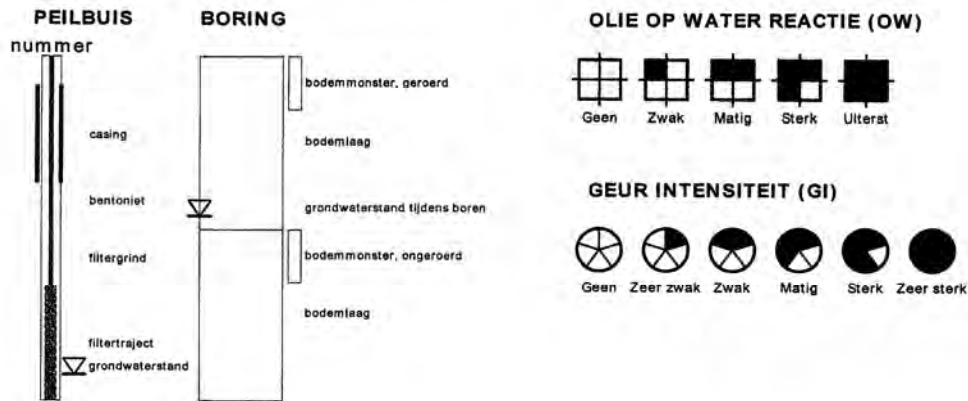 PEILBUIS
nummer
casing
bentoniet
filtergrind
filtertraject
grondwaterstand
BORING
bodemmonster, geroerd
bodemlaag
grondwaterstand tijdens boren
bodemmonster, ongeroerd
bodemlaag
OLIE OP WATER REACTIE (OW)
Geen Zwak Matig Sterk Uiterst
GEUR INTENSITEIT (GI)
Geen Zeer zwak Zwak Matig Sterk Zeer sterk